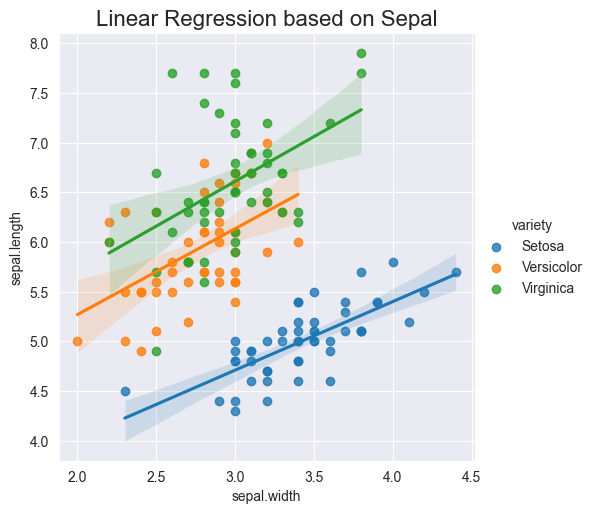 Linear Regression based on Sepal
8.0
7.5
7.0
6.5
6.0
5.5
5.0
4.5
4.0
sepal.length
2.0 2.5 3.0 3.5 4.0 4.5
sepal.width
variety
Setosa
Versicolor
Virginica